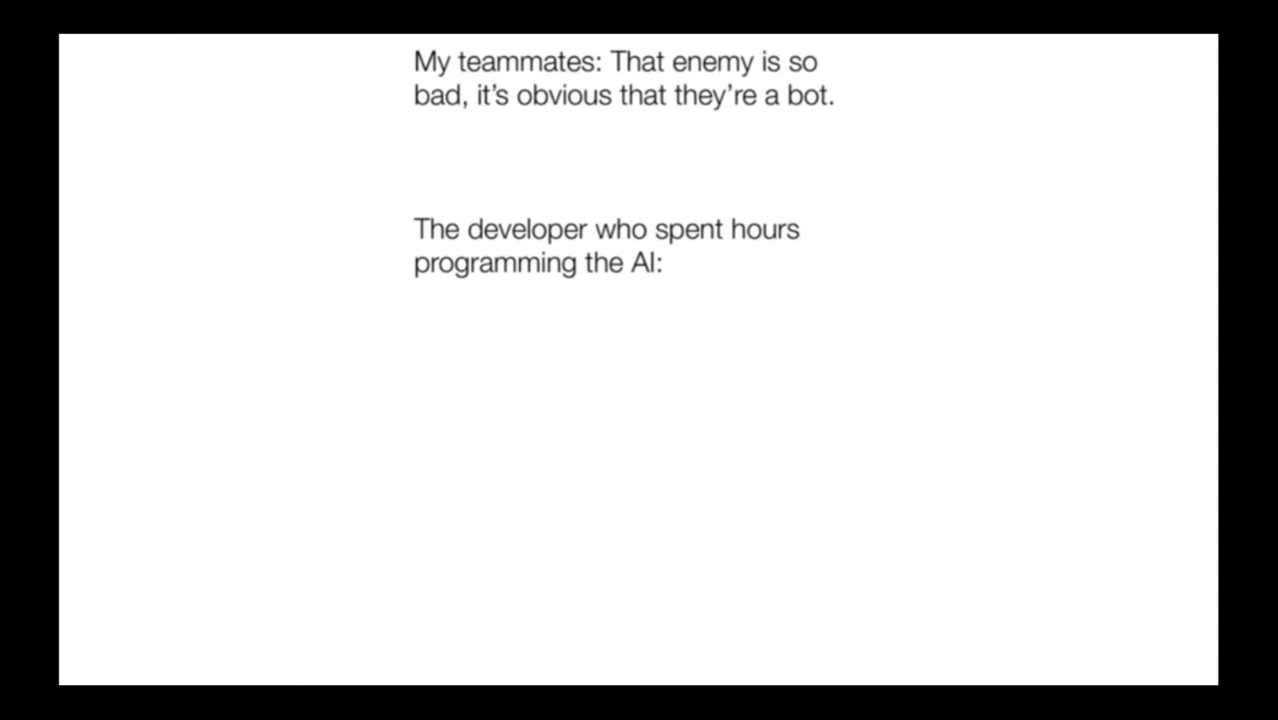 My teammates: That enemy is so
bad, it’s obvious that they’re a bot.
The developer who spent hours
programming the AI: